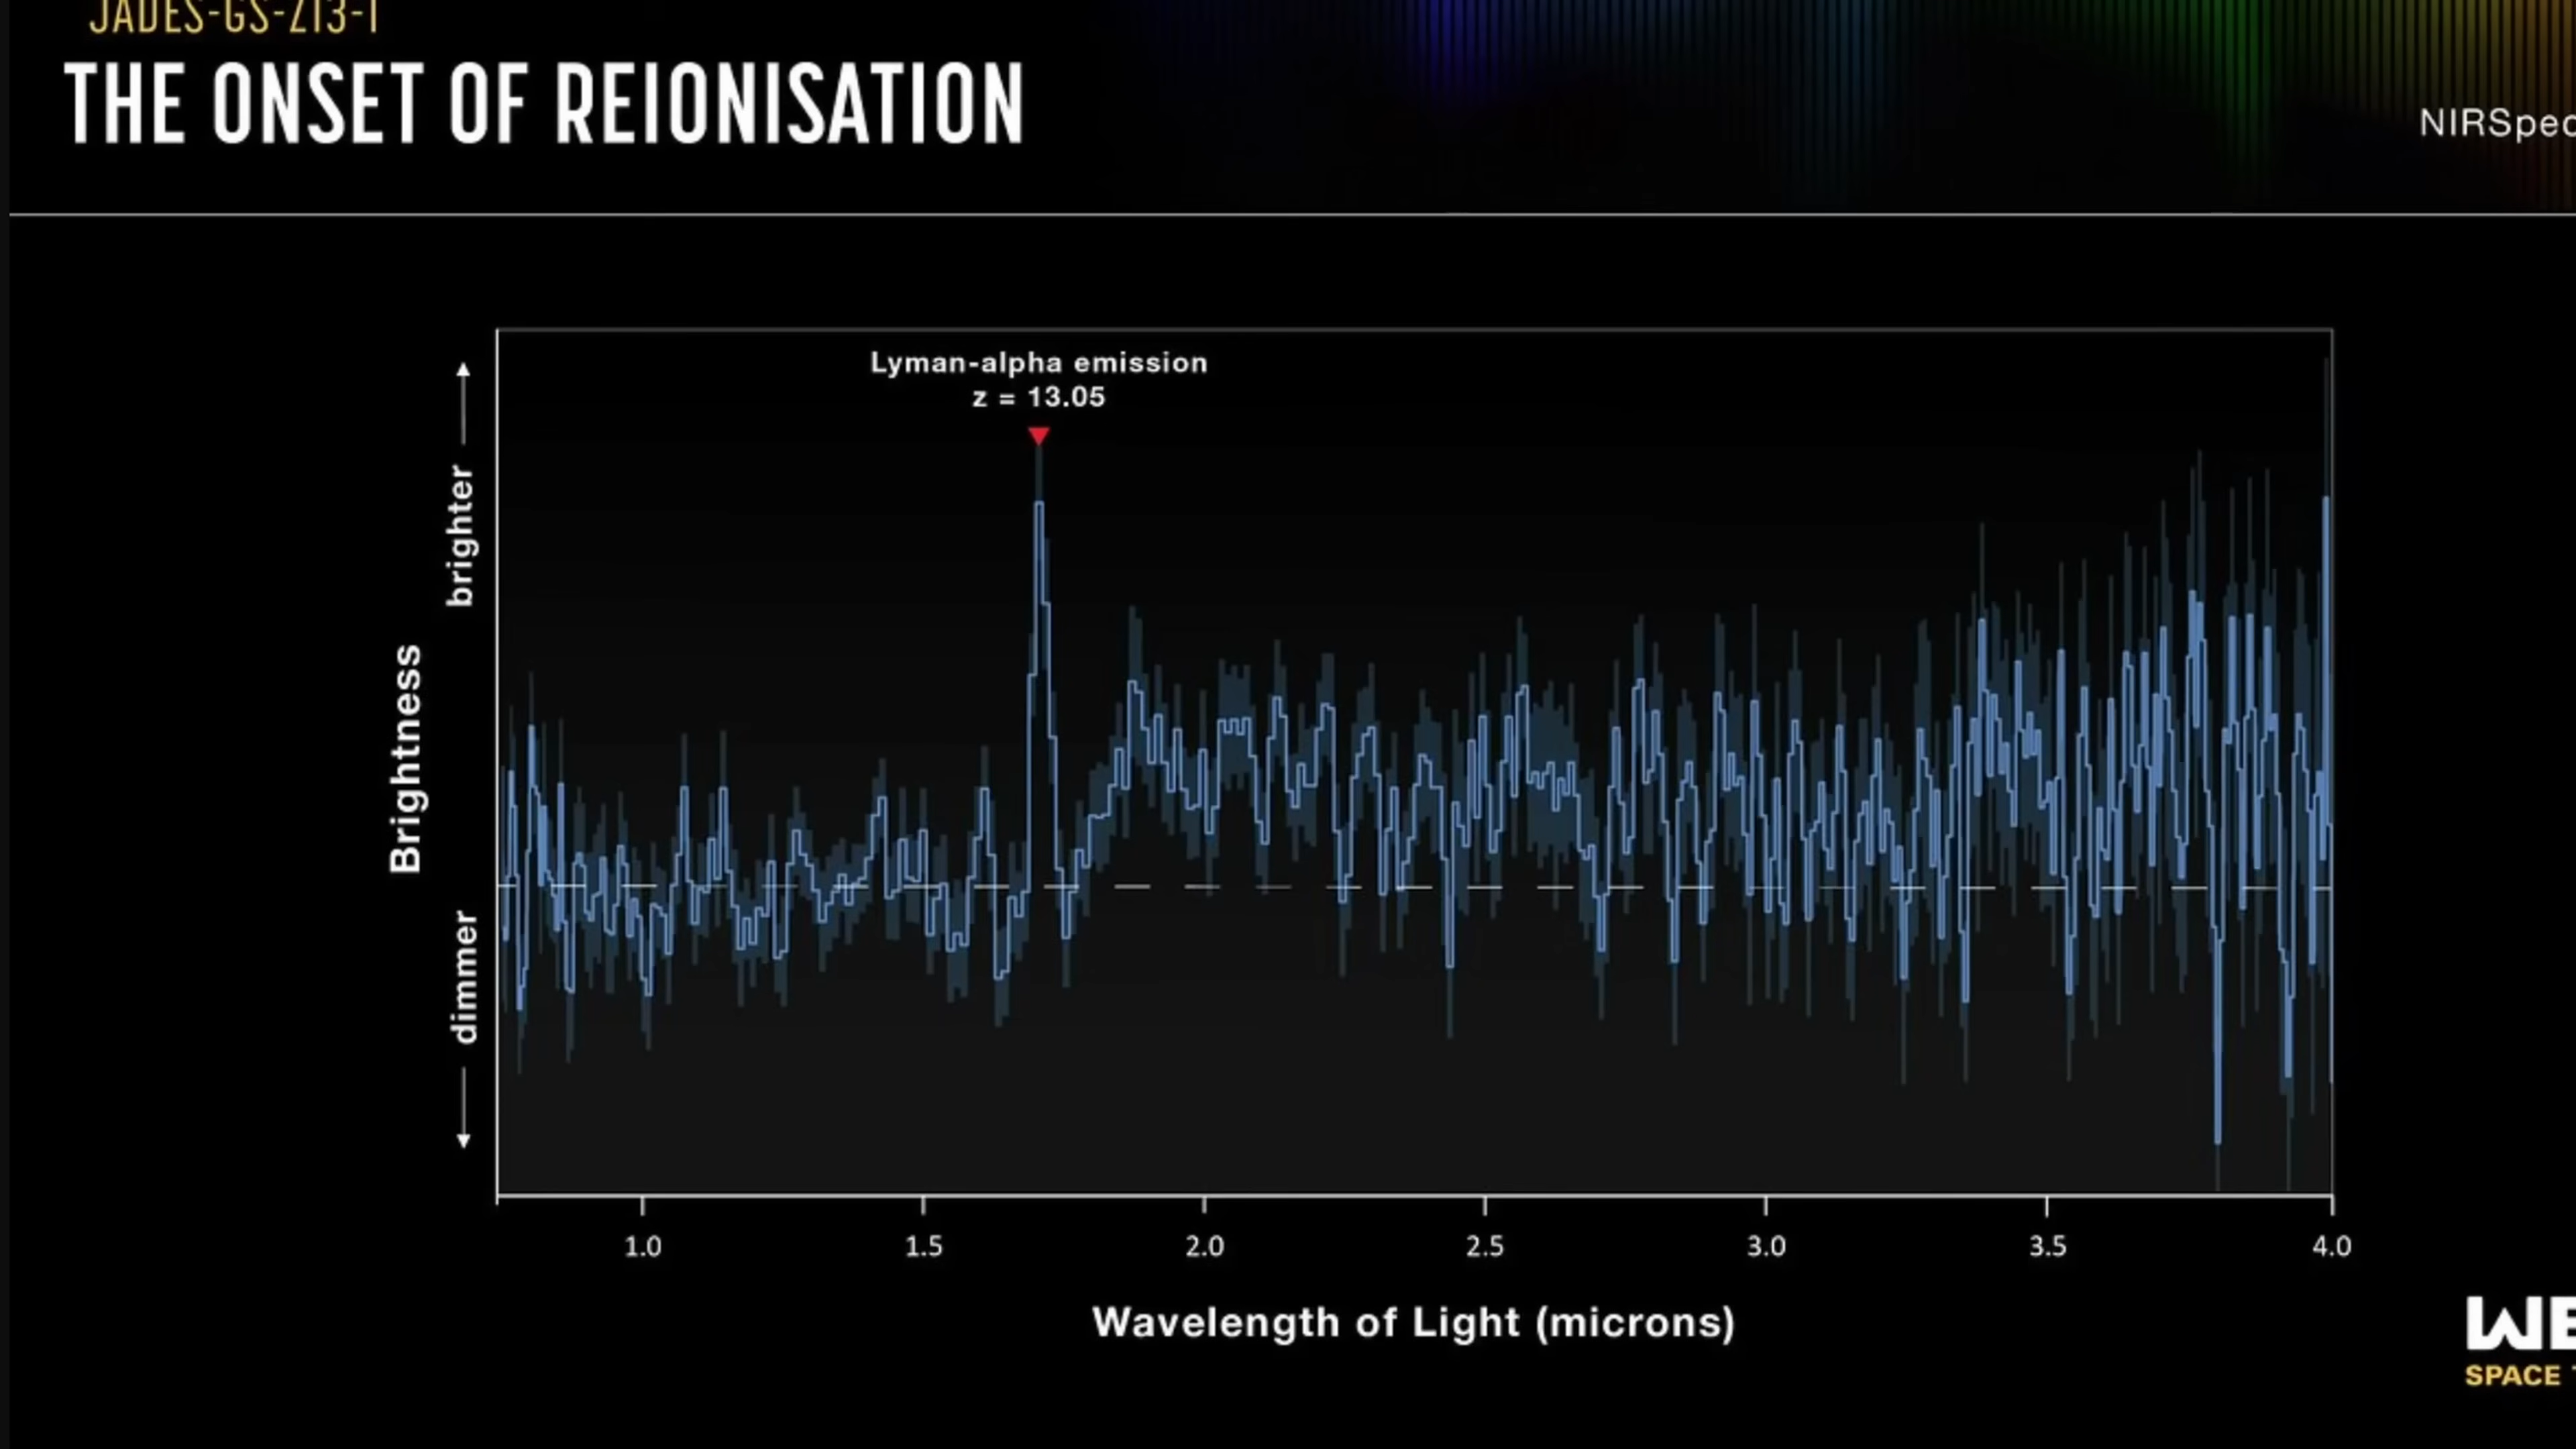 JADES-GS-Z13-1
THE ONSET OF REIONISATION
NIRSpec
Lyman-alpha emission
z = 13.05
brighter
Brightness
dimmer
1.0 1.5 2.0 2.5 3.0 3.5 4.0
Wavelength of Light (microns)
WE
SPACE